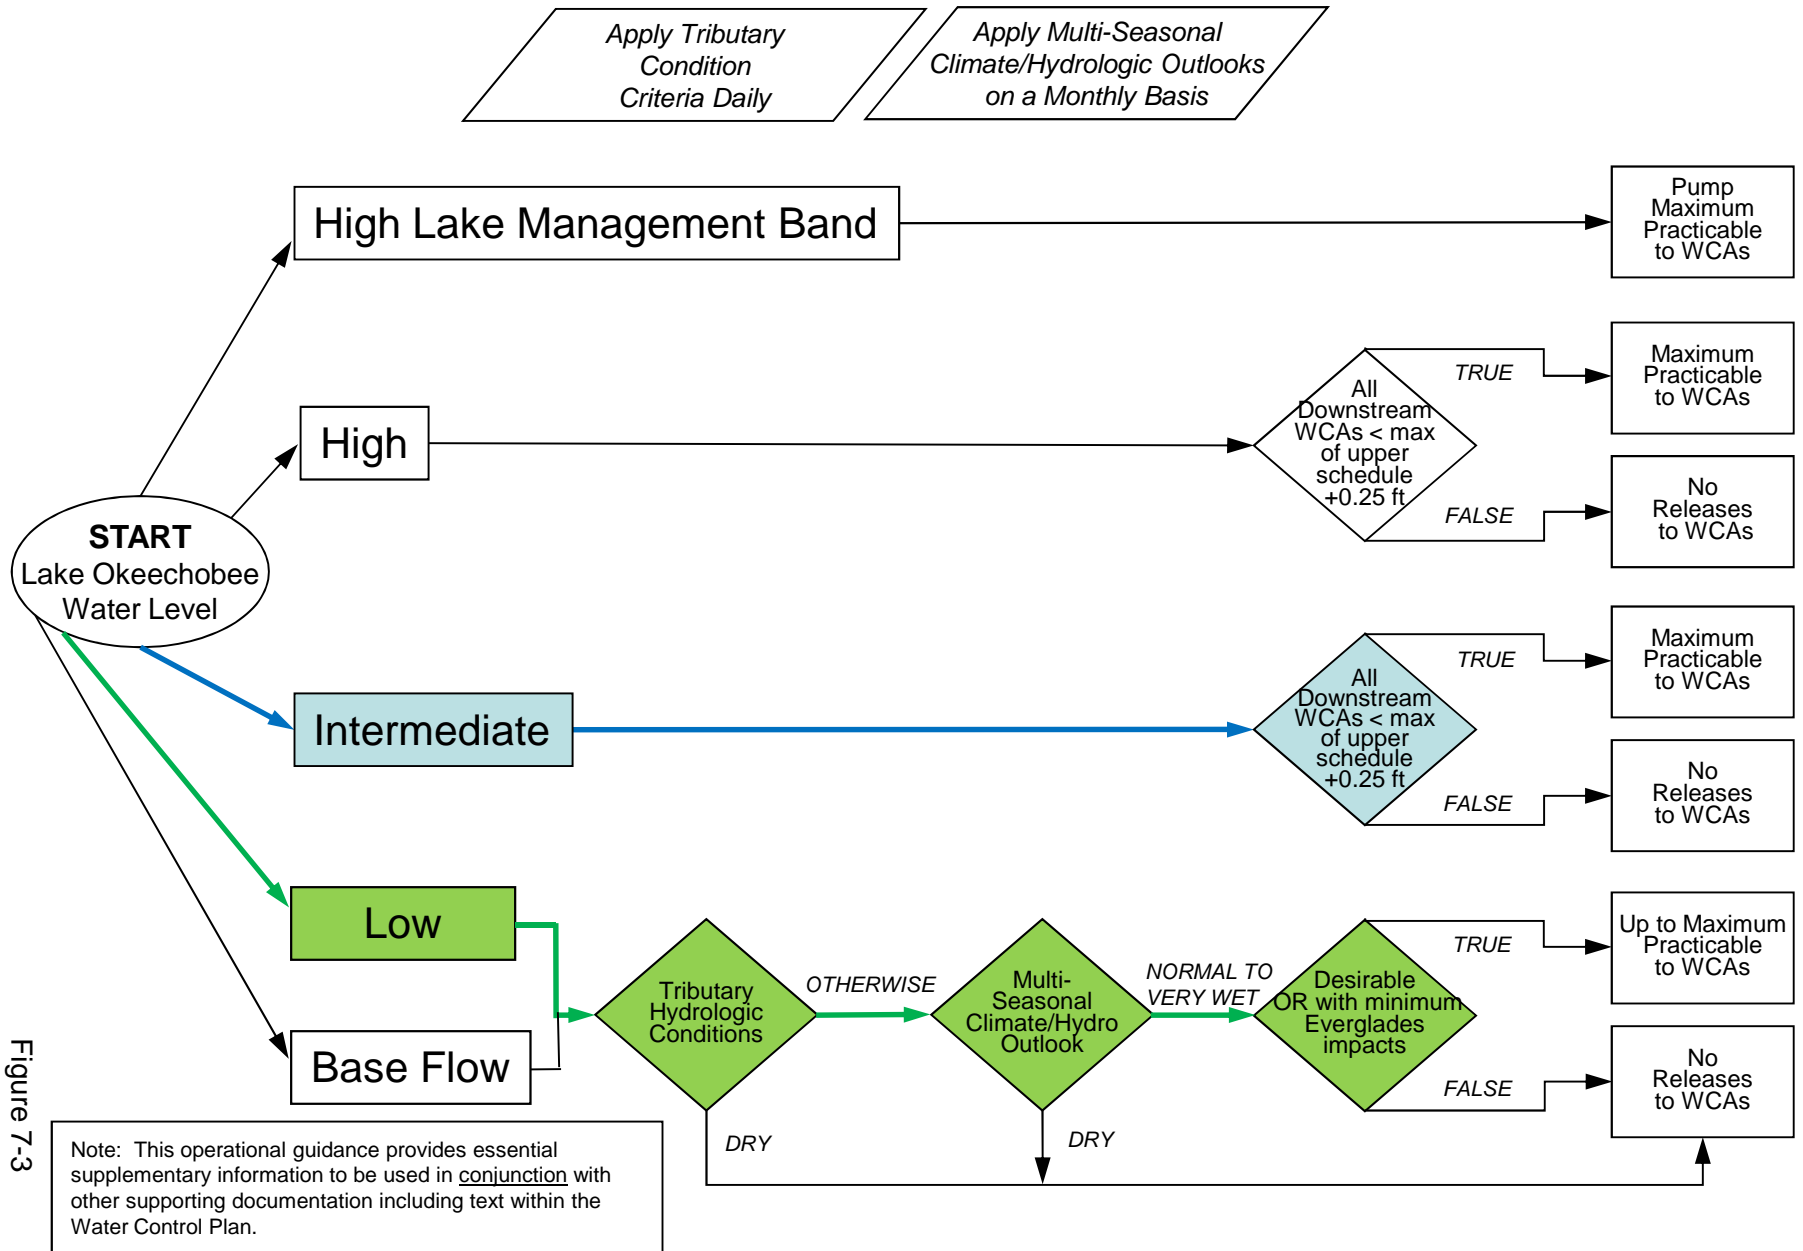 Apply Tributary
Condition
Criteria Daily
Apply Multi-Seasonal
Climate/Hydrologic Outlooks
on a Monthly Basis
High Lake Management Band
Pump
Maximum
Practicable
to WCAs
High
All
Downstream
WCAs < max
of upper
schedule
+0.25 ft
TRUE
Maximum
Practicable
to WCAs
FALSE
No
Releases
to WCAs
START
Lake Okeechobee
Water Level
Intermediate
All
Downstream
WCAs < max
of upper
schedule
+0.25 ft
TRUE
Maximum
Practicable
to WCAs
FALSE
No
Releases
to WCAs
Low
Base Flow
Tributary
Hydrologic
Conditions
OTHERWISE
DRY
Multi-
Seasonal
Climate/Hydro
Outlook
NORMAL TO
VERY WET
DRY
Desirable
OR with minimum
Everglades
impacts
TRUE
Up to Maximum
Practicable
to WCAs
FALSE
No
Releases
to WCAs
Note: This operational guidance provides essential
supplementary information to be used in conjunction with
other supporting documentation including text within the
Water Control Plan.
Figure 7-3